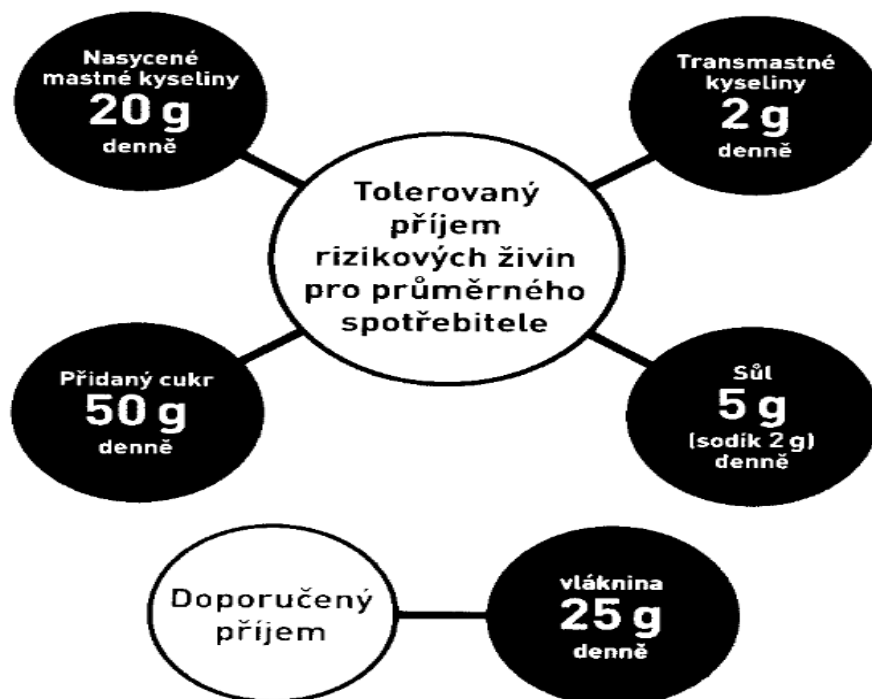 Nasycené
mastné kyseliny
20 g
denně
Transmastné
kyseliny
2 g
denně
Tolerovaný
příjem
rizikových živin
pro průměrného
spotřebitele
Přidaný cukr
50 g
denně
Sůl
5 g
(sodík 2 g)
denně
Doporučený
příjem
vláknina
25 g
denně